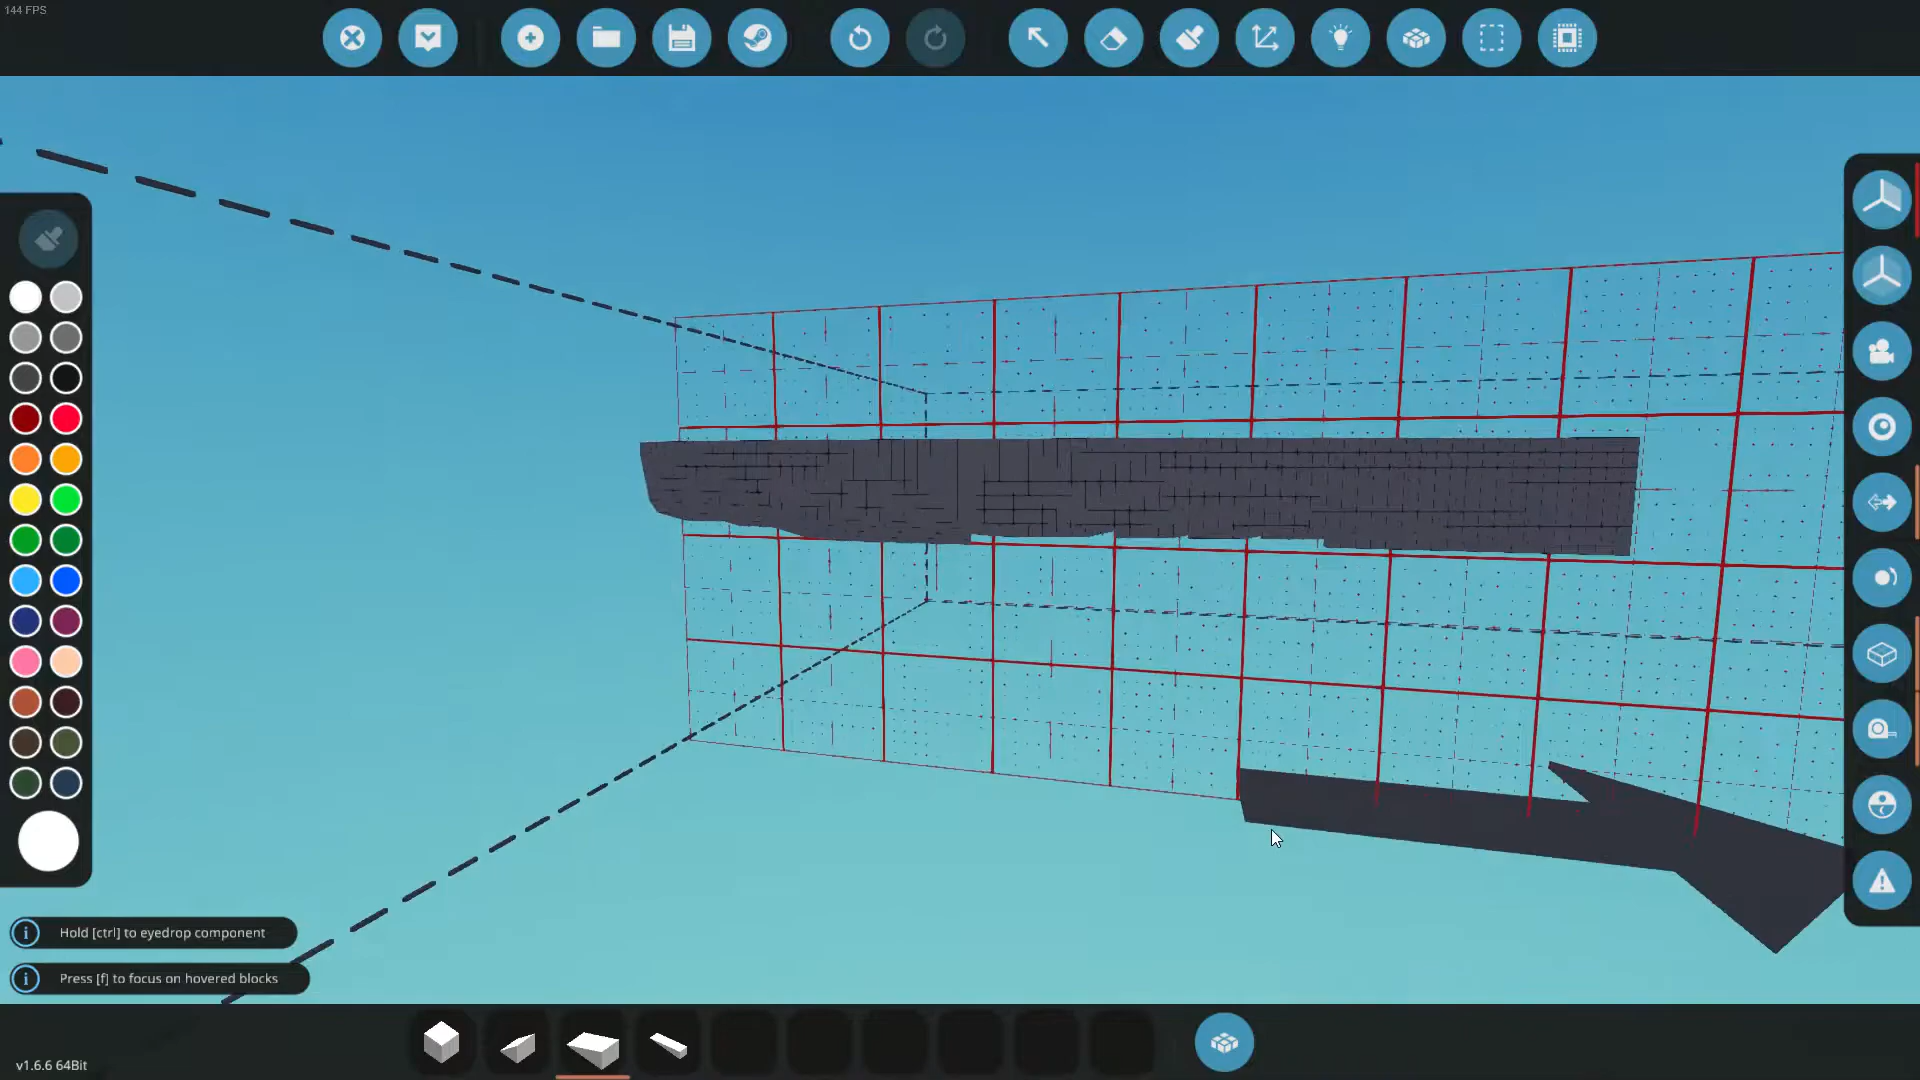 144 FPS
Hold [ctrl] to eyedrop component
Press [f] to focus on hovered blocks
v1.6.6 64Bit